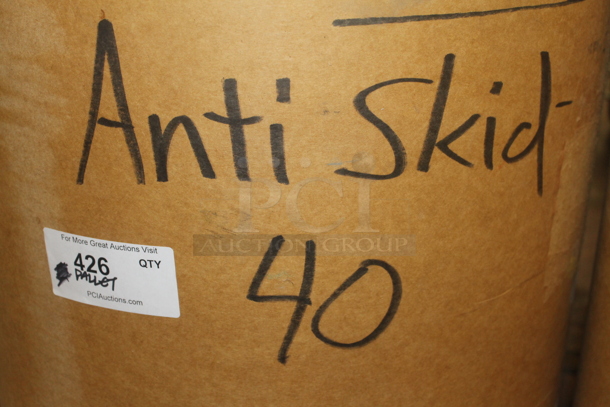 Anti Skid
PCI
AUCTION GROUP
40
For More Great Auctions Visit
426 QTY
PALLET
PCIAuctions.com